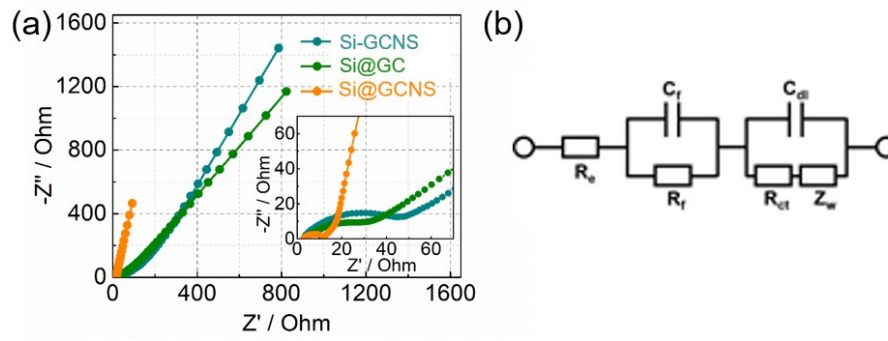 (a)
1600
1400
1200
800
400
0
-Z'' / Ohm
0
400
800
1200
1600
Z' / Ohm
Si-GCNS
Si@GC
Si@GCNS
60
40
20
0
-Z'' / Ohm
0
20
40
60
Z' / Ohm
(b)
Cf
Cdl
Re
Rf
Rct
Zw